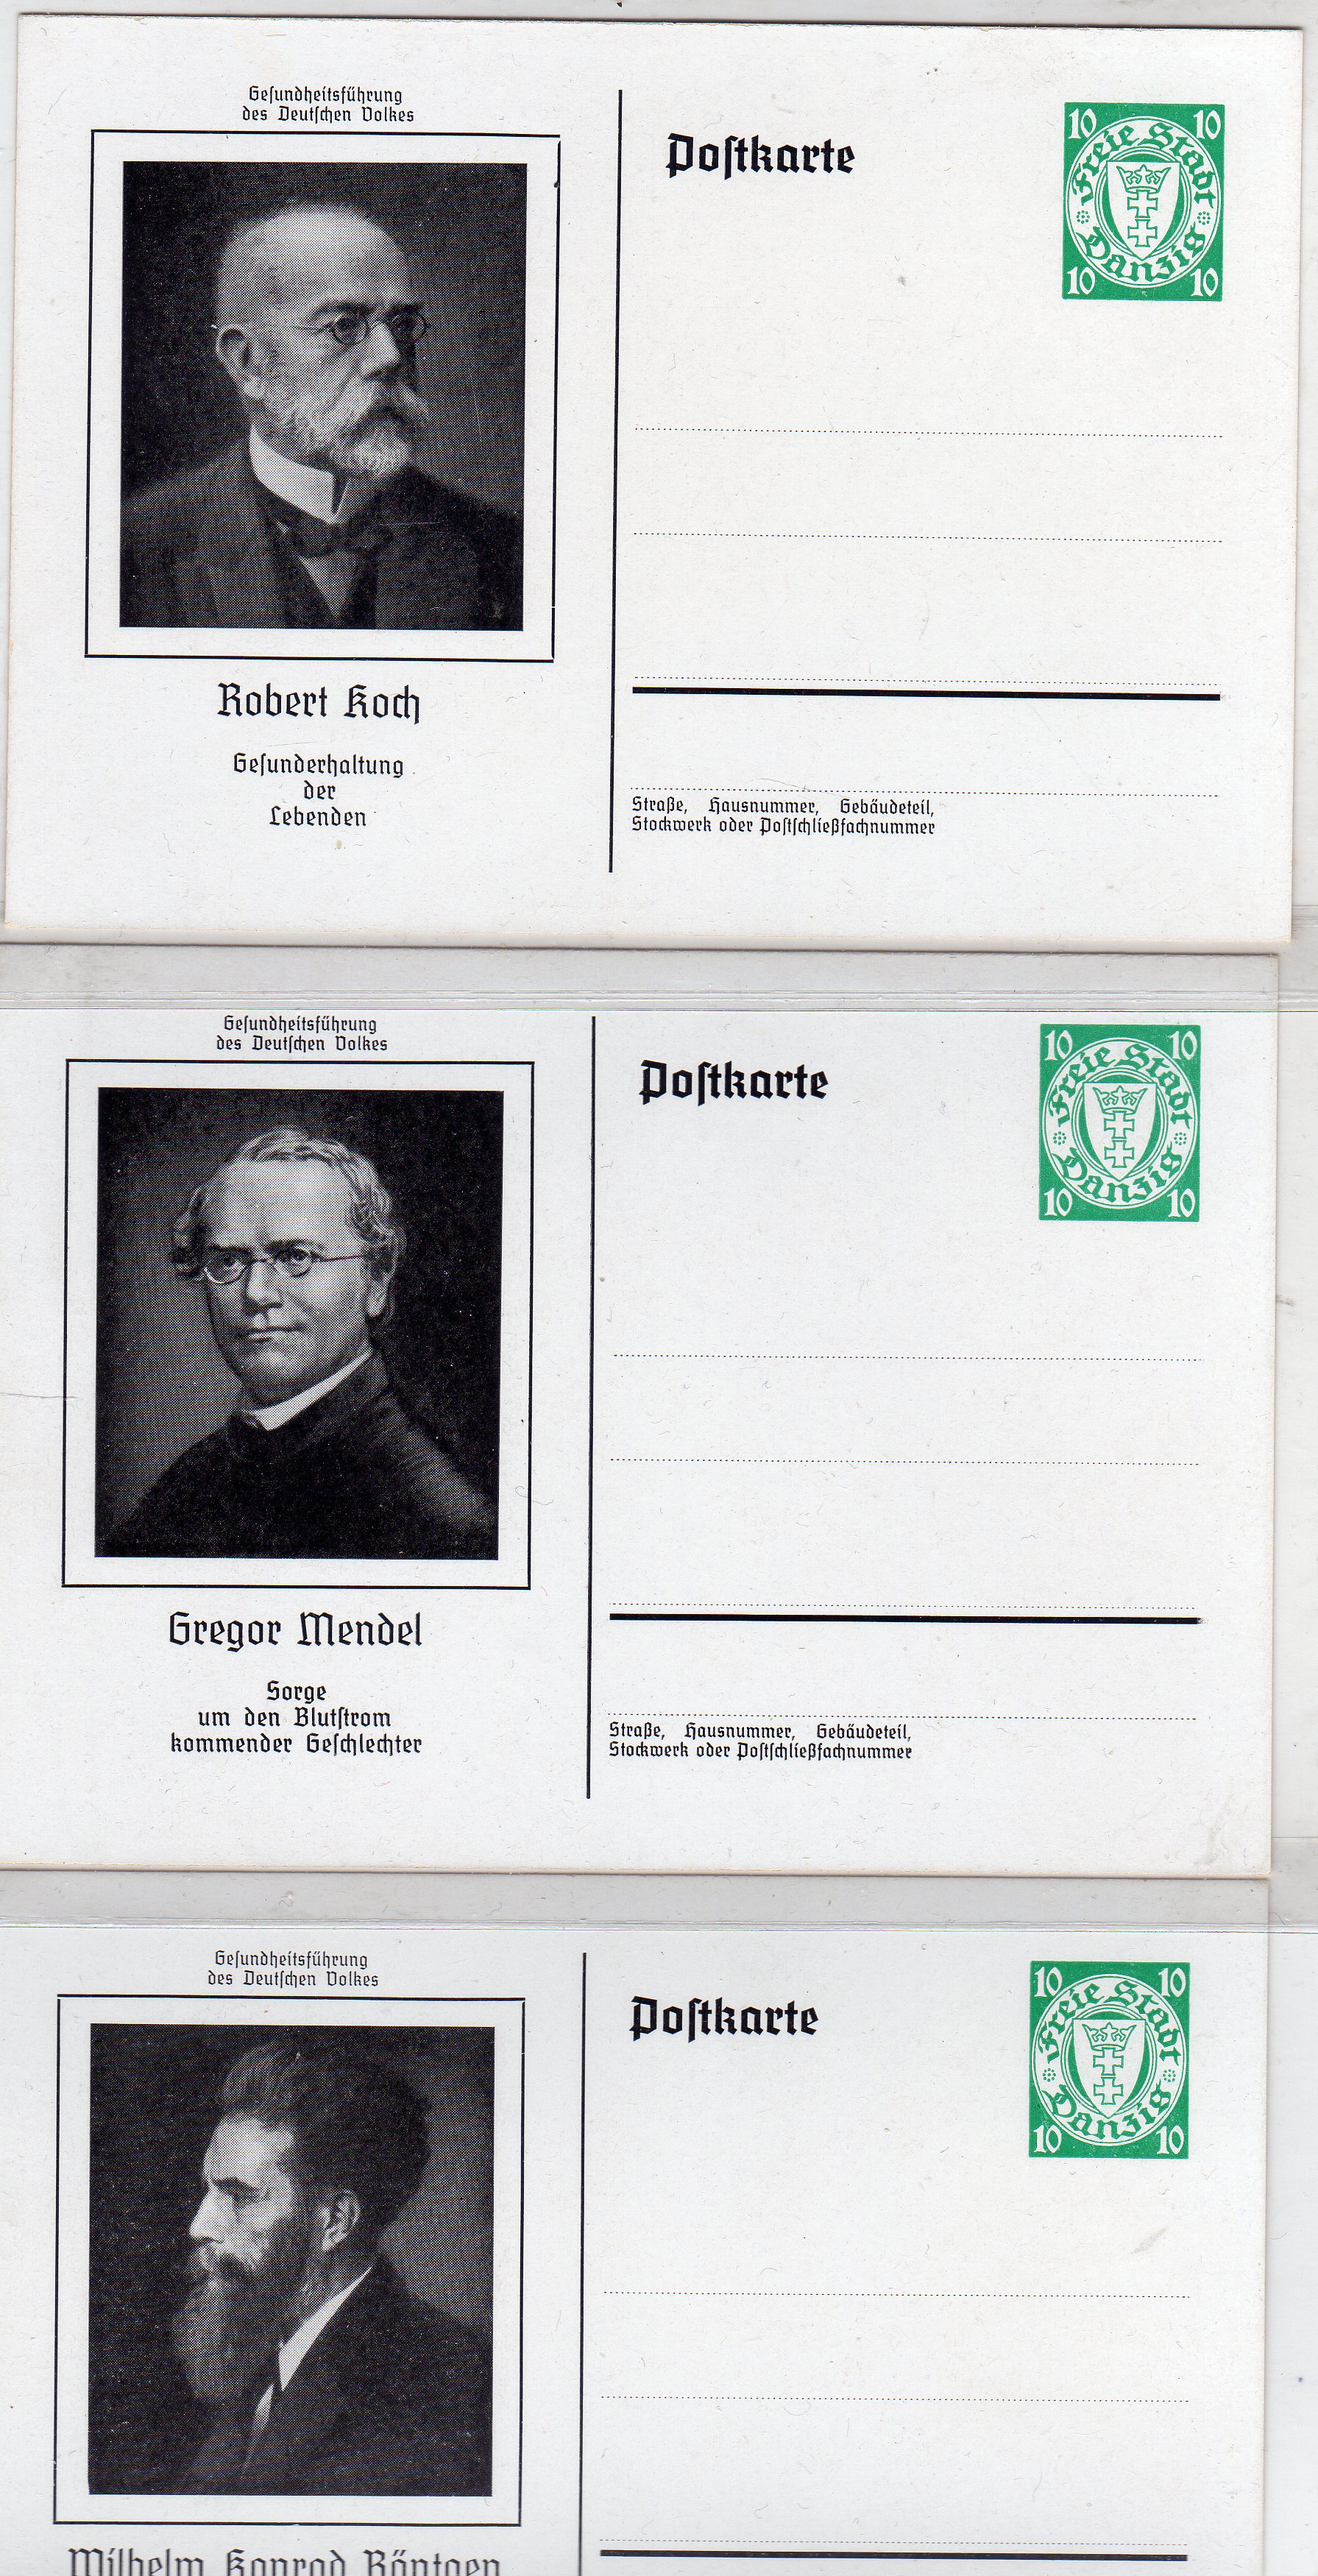 Gesundheitsführung
des Deutschen Volkes
Robert Koch
Gesunderhaltung
der
Lebenden
Postkarte
10 10
Freie Stadt
Danzig
10 10
Straße, Hausnummer, Gebäudeteil,
Stockwerk oder Postschließfachnummer
Gesundheitsführung
des Deutschen Volkes
Gregor Mendel
Sorge
um den Blutstrom
kommender Geschlechter
Postkarte
10 10
Freie Stadt
Danzig
10 10
Straße, Hausnummer, Gebäudeteil,
Stockwerk oder Postschließfachnummer
Gesundheitsführung
des Deutschen Volkes
Wilhelm Konrad Röntgen
Postkarte
10 10
Freie Stadt
Danzig
10 10